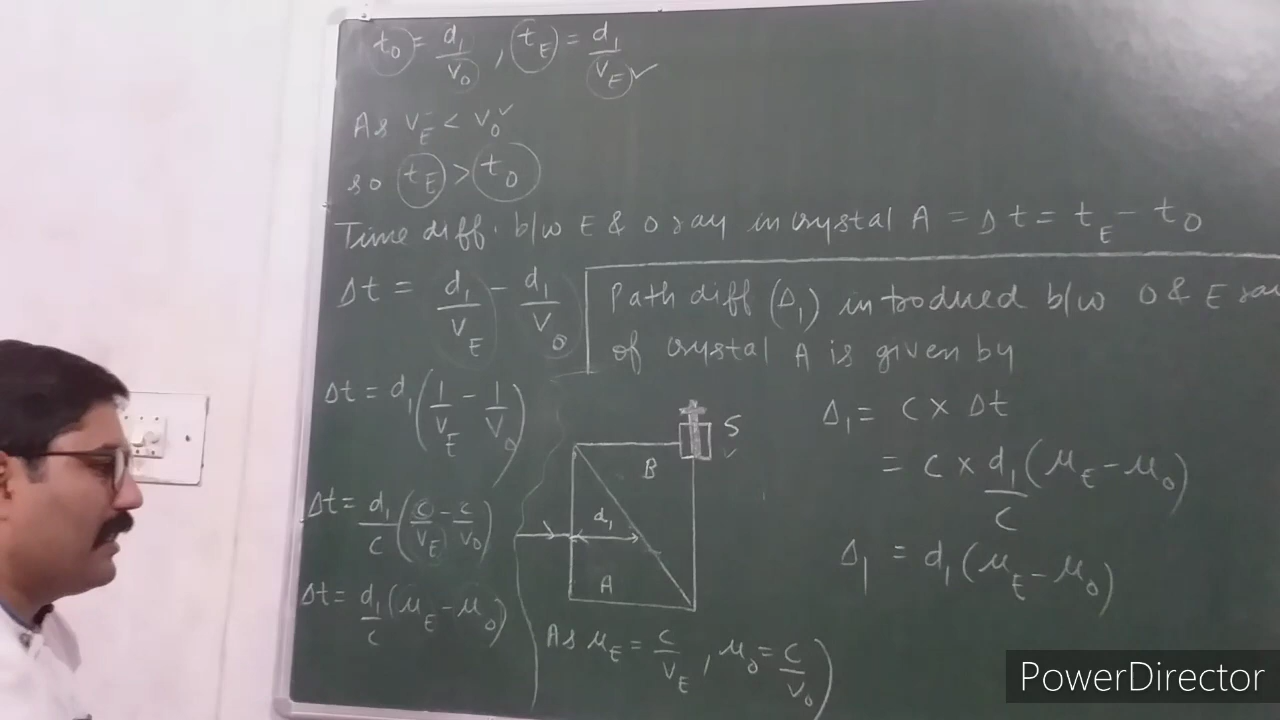 t₀ = d₁/v₀ , t_E = d₁/v_E ✓
As v_E < v₀ ✓
so t_E > t₀
Time diff. b/w E & O ray in crystal A = Δt = t_E - t₀
Δt = d₁/v_E - d₁/v₀
Path diff (Δ₁) introdued b/w O & E ray
of crystal A is given by
Δt = d₁(1/v_E - 1/v₀)
Δt = d₁/c (c/v_E - c/v₀)
Δt = d₁/c (μ_E - μ₀)
S
B
d₁
A
As μ_E = c/v_E , μ₀ = c/v₀)
Δ₁ = c × Δt
= c × d₁/c (μ_E - μ₀)
Δ₁ = d₁(μ_E - μ₀)
PowerDirector